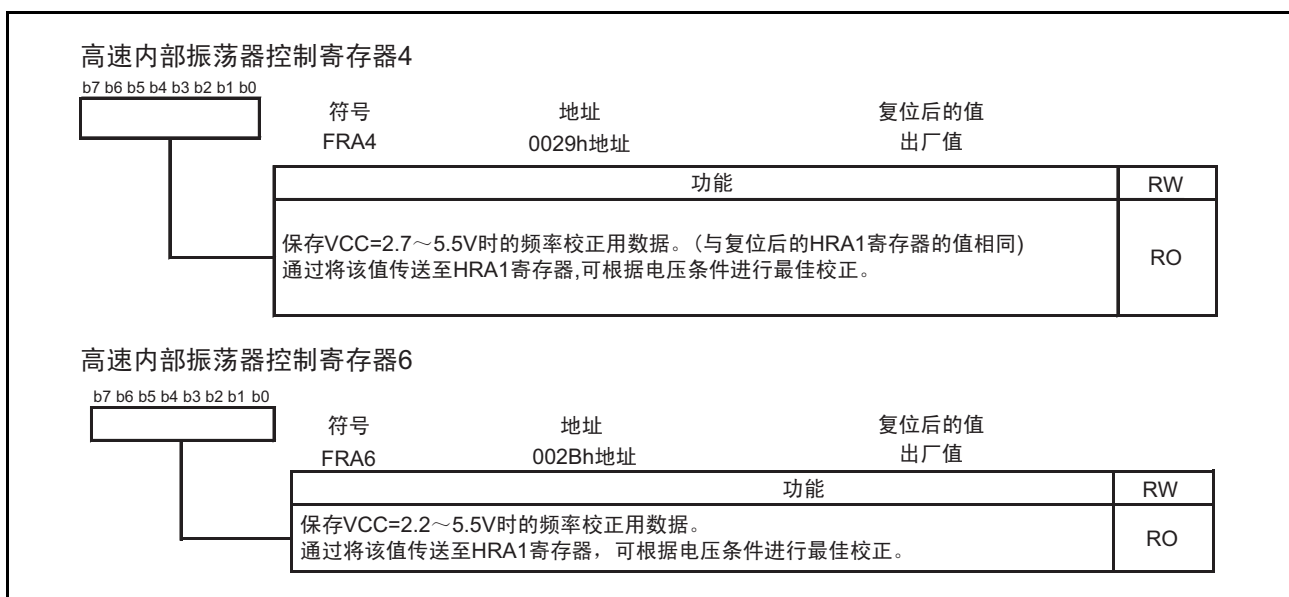 高速内部振荡器控制寄存器4
b7 b6 b5 b4 b3 b2 b1 b0
符号 地址 复位后的值
FRA4 0029h地址 出厂值
功能 RW
保存VCC=2.7～5.5V时的频率校正用数据。(与复位后的HRA1寄存器的值相同)
通过将该值传送至HRA1寄存器,可根据电压条件进行最佳校正。
RO
高速内部振荡器控制寄存器6
b7 b6 b5 b4 b3 b2 b1 b0
符号 地址 复位后的值
FRA6 002Bh地址 出厂值
功能 RW
保存VCC=2.2～5.5V时的频率校正用数据。
通过将该值传送至HRA1寄存器，可根据电压条件进行最佳校正。
RO